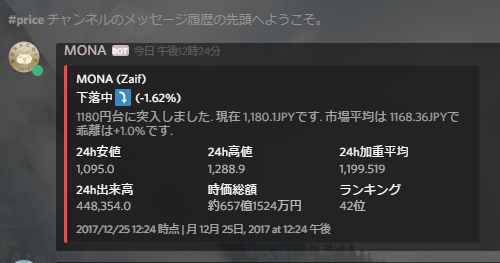 #price チャンネルのメッセージ履歴の先頭へようこそ。
MONA BOT 今日 午後12時24分
MONA (Zaif)
下落中⤵ (-1.62%)
1180円台に突入しました. 現在 1,180.1JPYです. 市場平均は 1168.36JPYで
乖離は+1.0%です.
24h安値 24h高値 24h加重平均
1,095.0 1,288.9 1,199.519
24h出来高 時価総額 ランキング
448,354.0 約657億1524万円 42位
2017/12/25 12:24 時点 | 月 12月 25日, 2017 at 12:24 午後